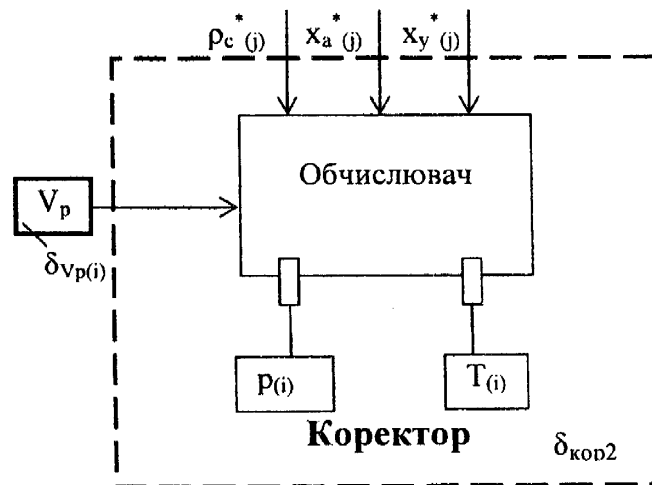 ρc*(j) xa*(j) xy*(j)
Обчислювач
Vp
δVp(i)
p(i) T(i)
Коректор
δкор2